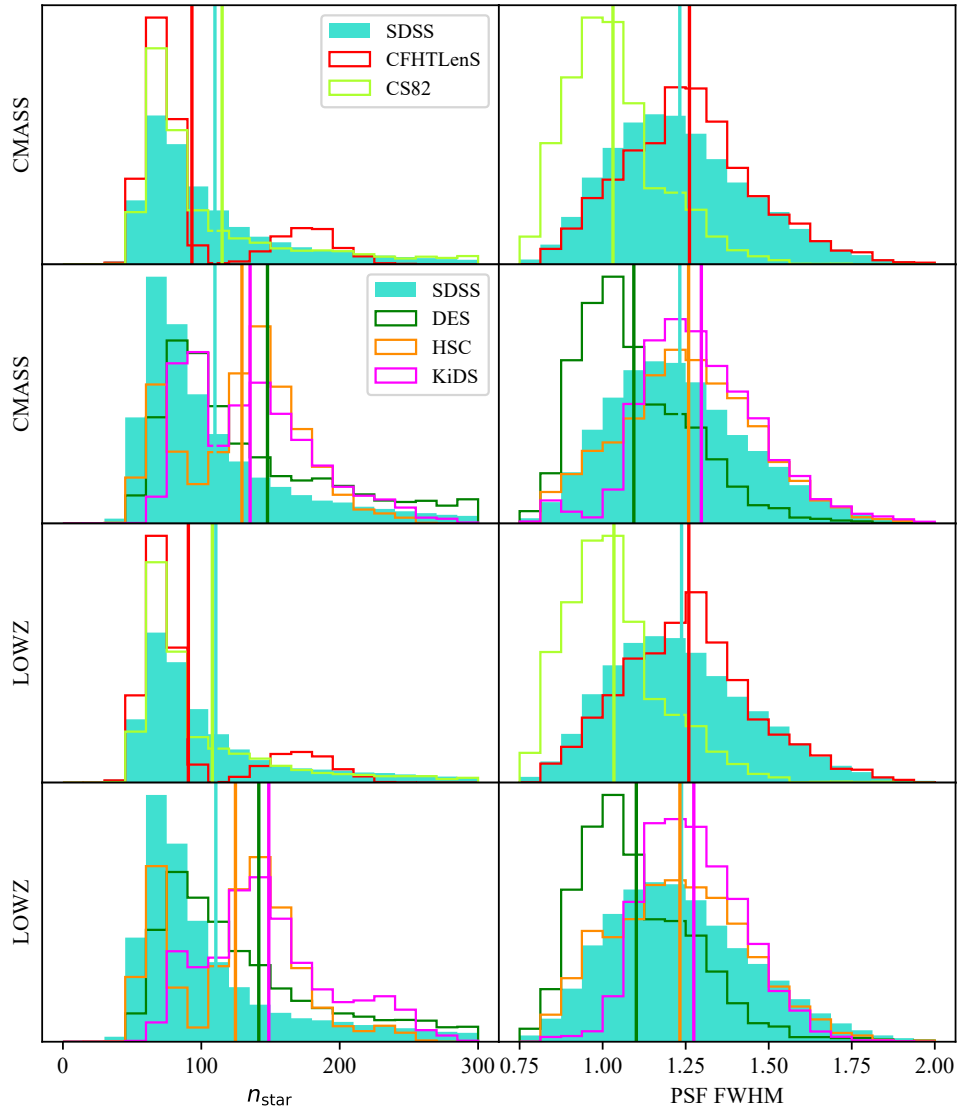 CMASS
SDSS
CFHTLenS
CS82
CMASS
SDSS
DES
HSC
KiDS
LOWZ
LOWZ
0 100 200 300 0.75 1.00 1.25 1.50 1.75 2.00
n_star PSF FWHM